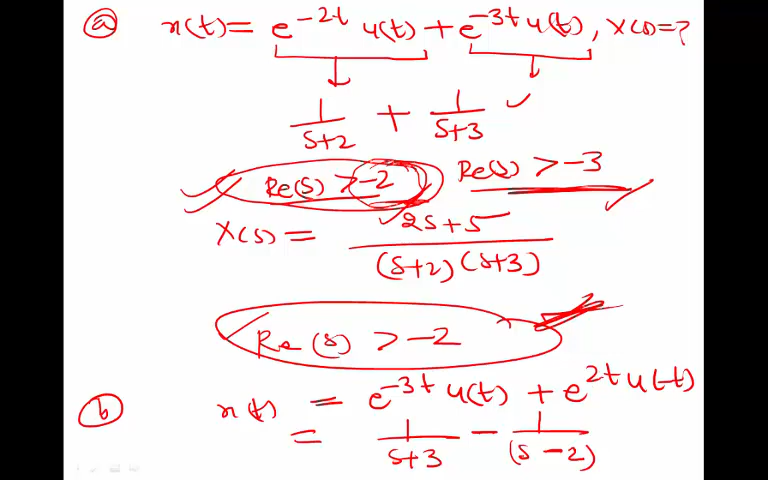 (a) x(t) = e^{-2t} u(t) + e^{-3t} u(t), X(s) = ?
1/(s+2) + 1/(s+3)
Re(s) > -2 Re(s) > -3
X(s) = (2s+5)/((s+2)(s+3))
Re(s) > -2
(b) x(t) = e^{-3t} u(t) + e^{2t} u(-t)
= 1/(s+3) - 1/(s-2)